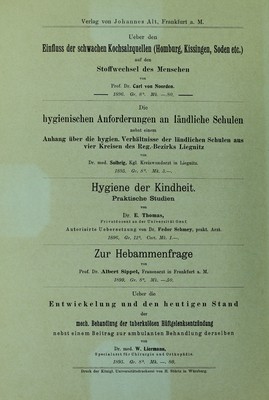 Verlag von Johannes Alt, Frankfurt a. M.
Ueber den
Einfluss der schwachen Kochsalzquellen (Homburg, Kissingen, Soden etc.)
auf den
Stoffwechsel des Menschen
von
Prof. Dr. Carl von Noorden.
1896. Gr. 8°. Mk. —.80.
Die
hygienischen Anforderungen an ländliche Schulen
nebst einem
Anhang über die hygien. Verhältnisse der ländlichen Schulen aus
vier Kreisen des Reg.-Bezirks Liegnitz
von
Dr. med. Solbrig, Kgl. Kreiswundarzt in Liegnitz.
1895. Gr. 8°. Mk. 3.—.
Hygiene der Kindheit.
Praktische Studien
von
Dr. E. Thomas,
Privatdozent an der Universität Genf.
Autorisirte Uebersetzung von Dr. Fedor Schmey, prakt. Arzt.
1896. Gr. 12°. Cart. Mk. 1.—.
Zur Hebammenfrage
von
Prof. Dr. Albert Sippel, Frauenarzt in Frankfurt a. M.
1896. Gr. 8°. Mk. —.50.
Ueber die
Entwickelung und den heutigen Stand
der
mech. Behandlung der tuberkulösen Hüftgelenksentzündung
nebst einem Beitrag zur ambulanten Behandlung derselben
von
Dr. med. W. Liermann,
Specialarzt für Chirurgie und Orthopädie.
Gr. 8°. Mk. —
Druck der Königl. Universitätsdruckerei von H. Stürtz in Würzburg.